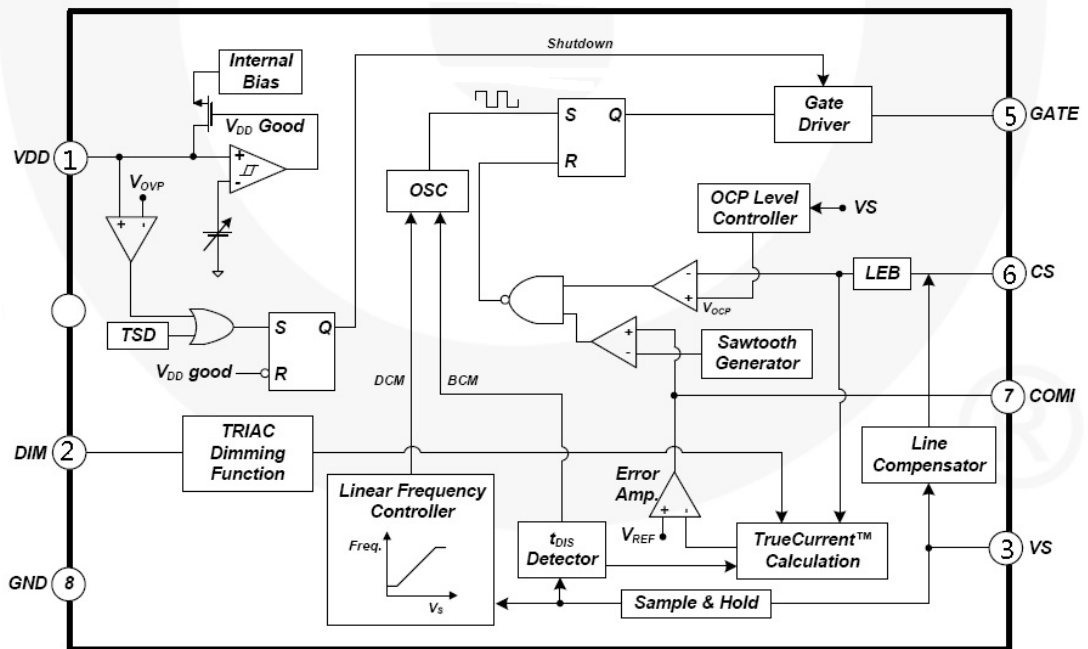 Shutdown
Internal
Bias
VDD Good
VDD
1
VOVP
+
-
+
-
S
Q
R
Gate
Driver
5
GATE
OSC
OCP Level
Controller
VS
LEB
6
CS
-
+
VOCP
TSD
S
Q
R
VDD good
+
-
Sawtooth
Generator
DCM
BCM
7
COMI
DIM
2
TRIAC
Dimming
Function
Line
Compensator
Linear Frequency
Controller
Freq.
VS
Error
Amp.
+
-
VREF
tDIS
Detector
TrueCurrent™
Calculation
3
VS
GND
8
Sample & Hold
®